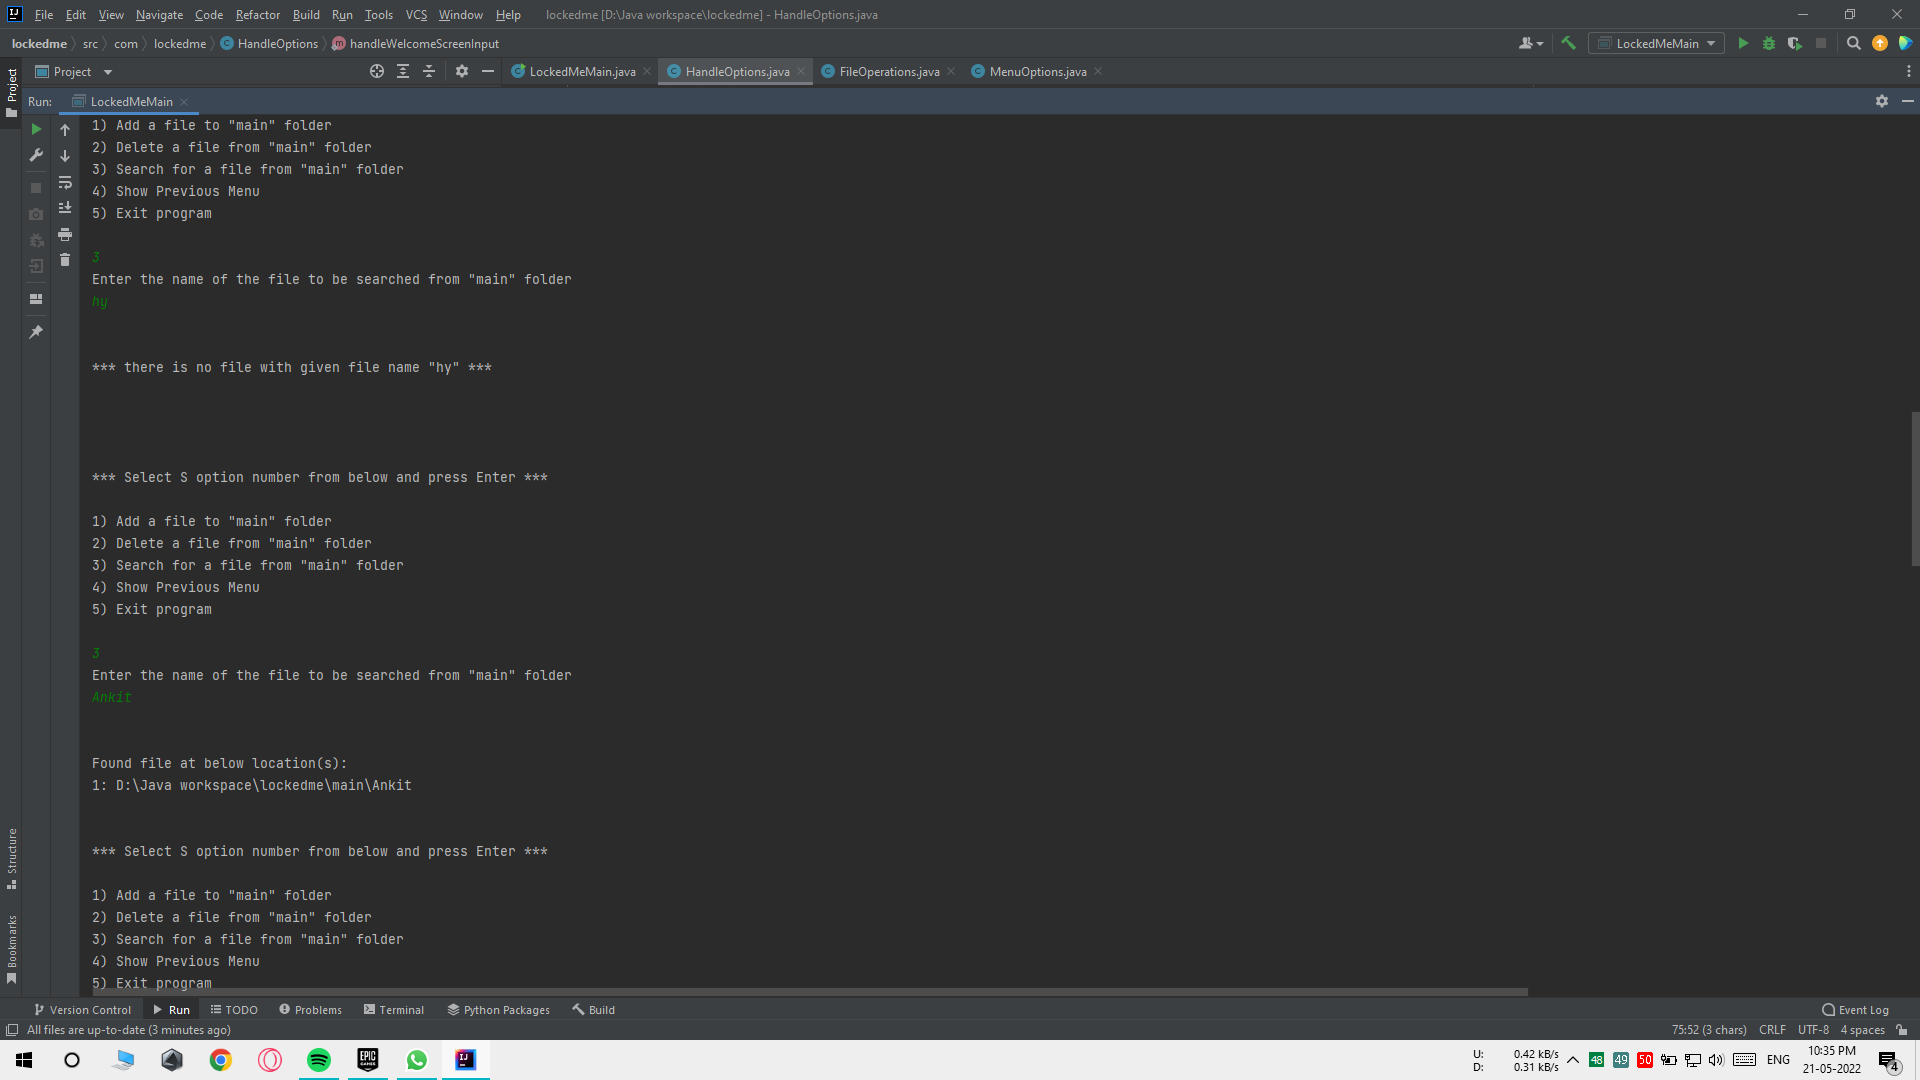 File Edit View Navigate Code Refactor Build Run Tools VCS Window Help lockedme [D:\Java workspace\lockedme] - HandleOptions.java
lockedme src com lockedme HandleOptions handleWelcomeScreenInput LockedMeMain
Project LockedMeMain.java HandleOptions.java FileOperations.java MenuOptions.java
Project
Run: LockedMeMain
1) Add a file to "main" folder
2) Delete a file from "main" folder
3) Search for a file from "main" folder
4) Show Previous Menu
5) Exit program
3
Enter the name of the file to be searched from "main" folder
hy
*** there is no file with given file name "hy" ***
*** Select S option number from below and press Enter ***
1) Add a file to "main" folder
2) Delete a file from "main" folder
3) Search for a file from "main" folder
4) Show Previous Menu
5) Exit program
3
Enter the name of the file to be searched from "main" folder
Ankit
Found file at below location(s):
1: D:\Java workspace\lockedme\main\Ankit
*** Select S option number from below and press Enter ***
1) Add a file to "main" folder
2) Delete a file from "main" folder
3) Search for a file from "main" folder
4) Show Previous Menu
5) Exit program
Structure
Bookmarks
Version Control Run TODO Problems Terminal Python Packages Build Event Log
All files are up-to-date (3 minutes ago) 75:52 (3 chars) CRLF UTF-8 4 spaces
U: 0.42 kB/s
D: 0.31 kB/s
48 49 50 ENG
10:35 PM
21-05-2022
4
EPIC GAMES
IJ